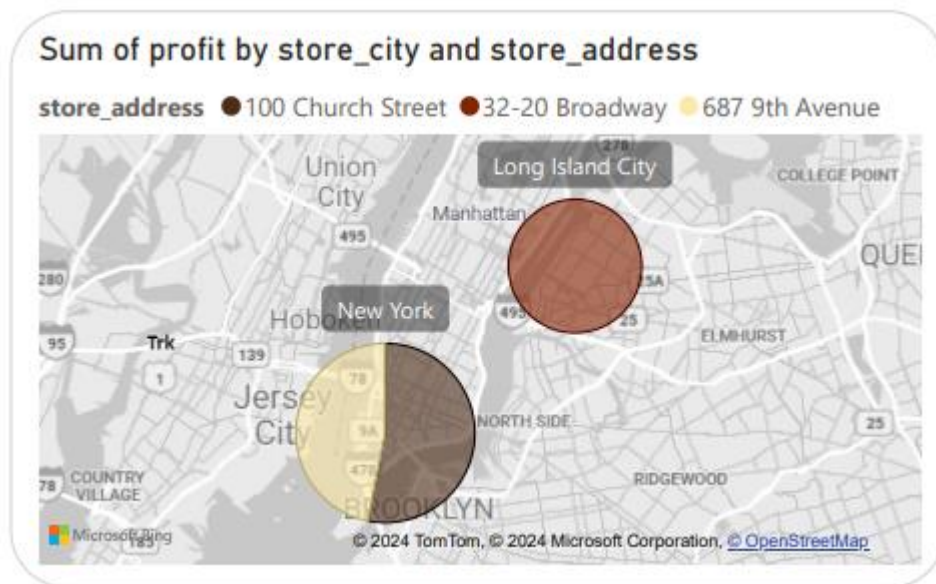 Sum of profit by store_city and store_address
store_address 100 Church Street 32-20 Broadway 687 9th Avenue
278
Long Island City
COLLEGE POINT
Union
City
Manhattan
495
QUE
280
25A
New York
495
Hoboken
25
95
Trk
139
ELMHURST
1
78
Jersey
City
9A
NORTH SIDE
25
478
78
COUNTRY
VILLAGE
RIDGEWOOD
BROOKLYN
Microsoft Bing
185
© 2024 TomTom, © 2024 Microsoft Corporation, © OpenStreetMap